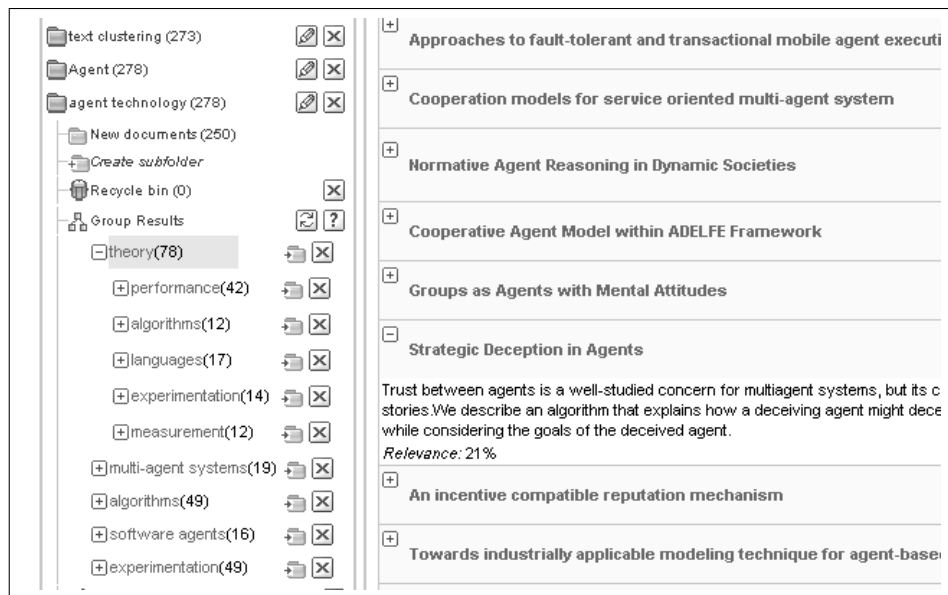 text clustering (273)
Agent (278)
agent technology (278)
New documents (250)
Create subfolder
Recycle bin (0)
Group Results
theory(78)
performance(42)
algorithms(12)
languages(17)
experimentation(14)
measurement(12)
multi-agent systems(19)
algorithms(49)
software agents(16)
experimentation(49)
Approaches to fault-tolerant and transactional mobile agent executi
Cooperation models for service oriented multi-agent system
Normative Agent Reasoning in Dynamic Societies
Cooperative Agent Model within ADELFE Framework
Groups as Agents with Mental Attitudes
Strategic Deception in Agents
Trust between agents is a well-studied concern for multiagent systems, but its c
stories.We describe an algorithm that explains how a deceiving agent might dece
while considering the goals of the deceived agent.
Relevance: 21%
An incentive compatible reputation mechanism
Towards industrially applicable modeling technique for agent-base